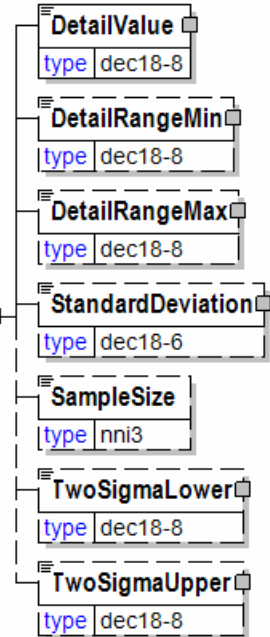 DetailValue
type dec18-8
DetailRangeMin
type dec18-8
DetailRangeMax
type dec18-8
StandardDeviation
type dec18-6
SampleSize
type nni3
TwoSigmaLower
type dec18-8
TwoSigmaUpper
type dec18-8